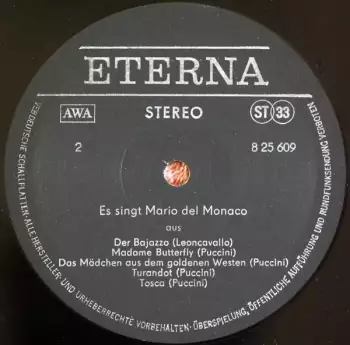 ETERNA
AWA
STEREO
ST 33
2
8 25 609
Es singt Mario del Monaco
aus
Der Bajazzo (Leoncavallo)
Madame Butterfly (Puccini)
Das Mädchen aus dem goldenen Westen (Puccini)
Turandot (Puccini)
Tosca (Puccini)
VEB DEUTSCHE SCHALLPLATTEN·ALLE HERSTELLER- UND URHEBERRECHTE VORBEHALTEN·ÜBERSPIELUNG, ÖFFENTLICHE AUFFÜHRUNG UND RUNDFUNKSENDUNG VERBOTEN